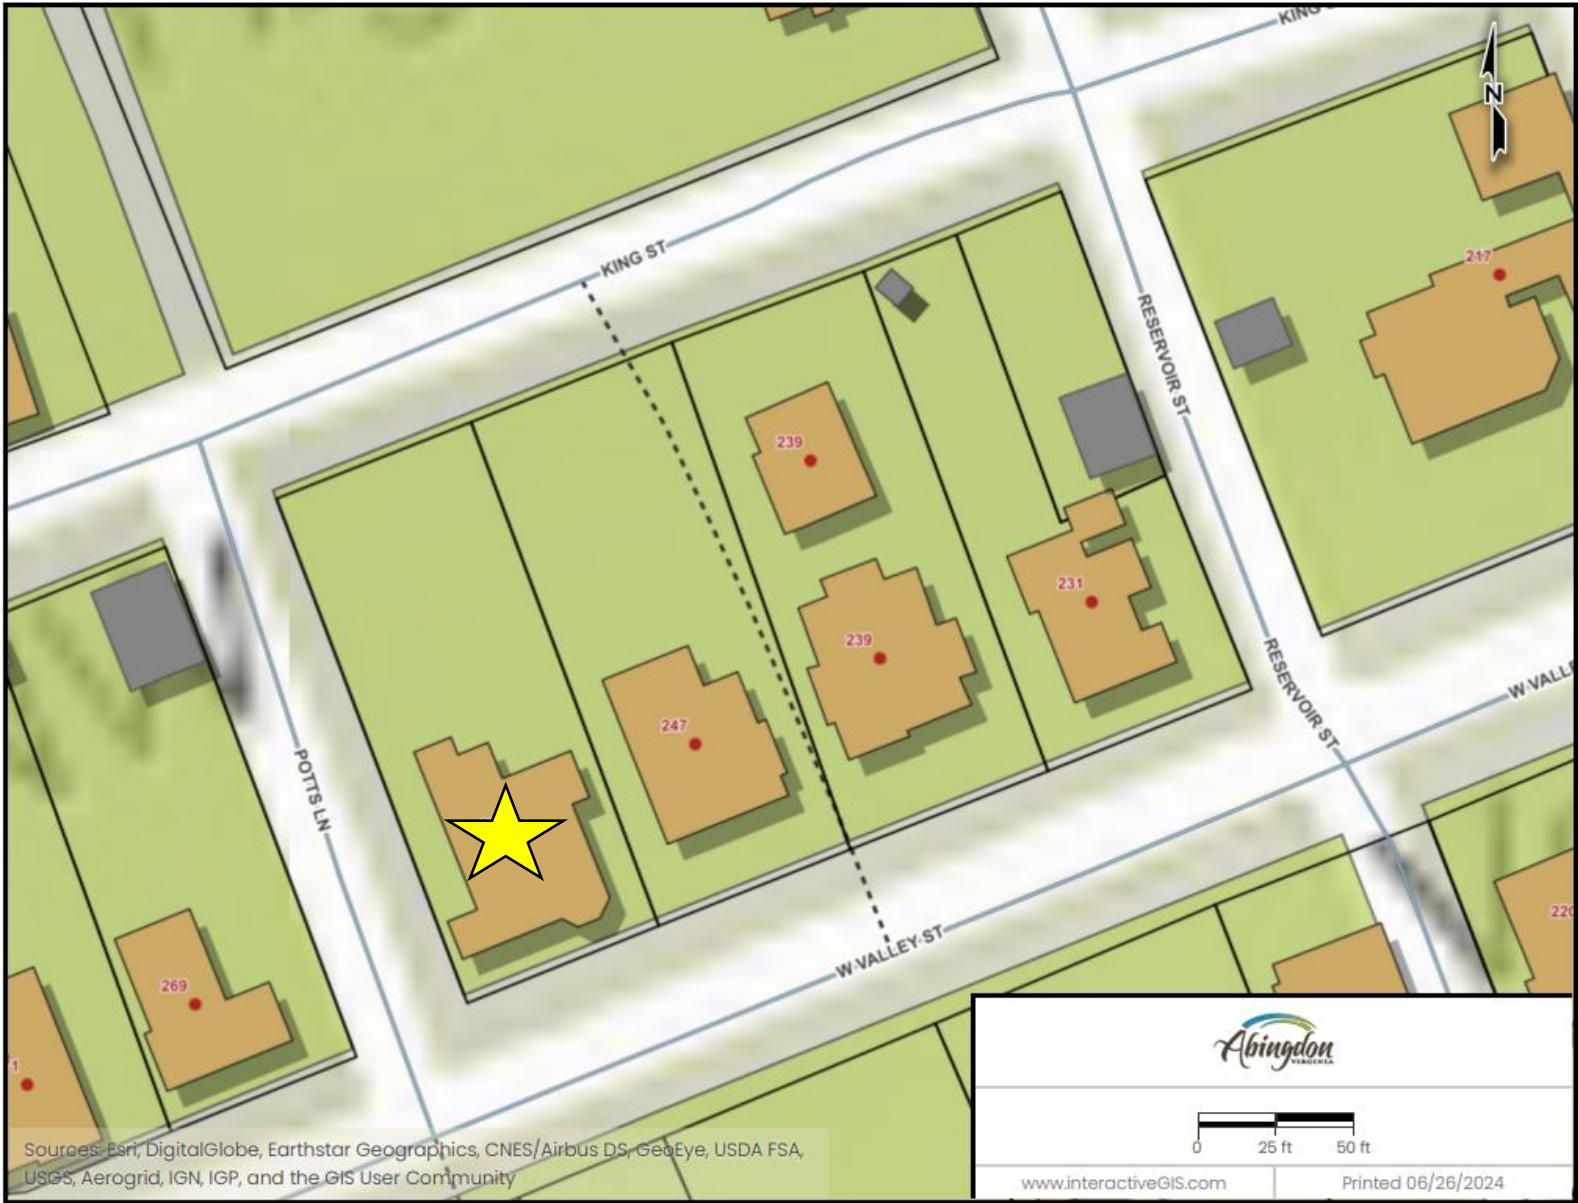 KING
N
217
KING ST
RESERVOIR ST
239
231
239
W VALLE
RESERVOIR ST
247
POTTS LN
220
W VALLEY ST
269
1
Abingdon
VIRGINIA
0 25 ft 50 ft
www.interactiveGIS.com Printed 06/26/2024
Sources: Esri, DigitalGlobe, Earthstar Geographics, CNES/Airbus DS, GeoEye, USDA FSA,
USGS, Aerogrid, IGN, IGP, and the GIS User Community